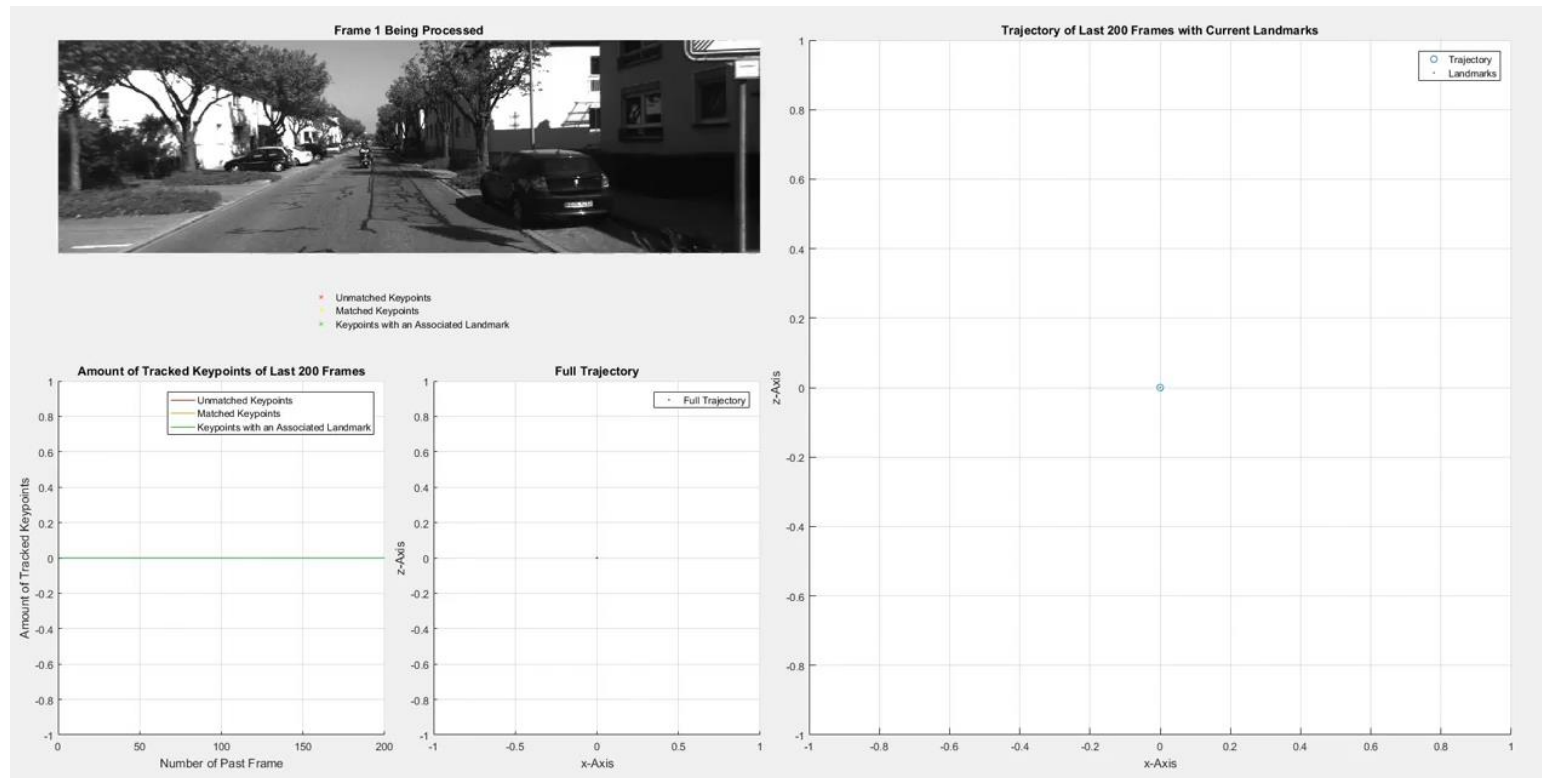 Frame 1 Being Processed
Unmatched Keypoints
Matched Keypoints
Keypoints with an Associated Landmark
Amount of Tracked Keypoints of Last 200 Frames
Unmatched Keypoints
Matched Keypoints
Keypoints with an Associated Landmark
1
0.8
0.6
0.4
0.2
0
-0.2
-0.4
-0.6
-0.8
-1
Amount of Tracked Keypoints
0 50 100 150 200
Number of Past Frame
Full Trajectory
Full Trajectory
1
0.8
0.6
0.4
0.2
0
-0.2
-0.4
-0.6
-0.8
-1
z-Axis
-1 -0.5 0 0.5 1
x-Axis
Trajectory of Last 200 Frames with Current Landmarks
Trajectory
Landmarks
1
0.8
0.6
0.4
0.2
0
-0.2
-0.4
-0.6
-0.8
-1
z-Axis
-1 -0.8 -0.6 -0.4 -0.2 0 0.2 0.4 0.6 0.8 1
x-Axis